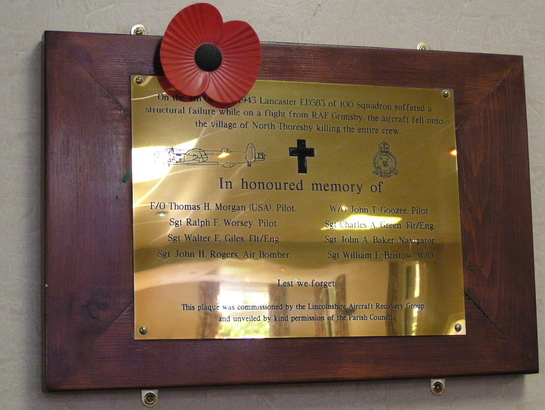 On the 1943 Lancaster ED583 of 100 Squadron suffered a
structural failure while on a flight from RAF Grimsby, the aircraft fell onto
the village of North Thoresby killing the entire crew
In honoured memory of
F/O Thomas H. Morgan (USA). Pilot.
W/O John T. Goozee. Pilot
Sgt Ralph F. Worsey. Pilot.
Sgt Charles A. Green. Flt/Eng.
Sgt Walter E. Giles. Flt/Eng
Sgt John A Baker Navigator
Sgt John H. Rogers. Air Bomber
Sgt William F. Bristow. W/O
Lest we forget
This plaque was commissioned by the Lincolnshire Aircraft Recovery Group
and unveiled by kind permission of the Parish Council